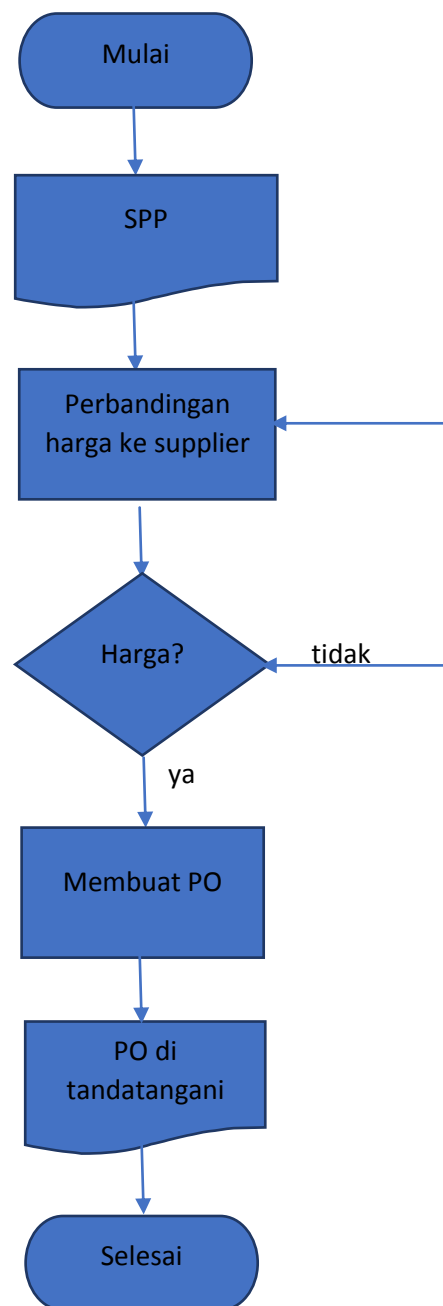 Mulai
SPP
Perbandingan
harga ke supplier
Harga?
tidak
ya
Membuat PO
PO di
tandatangani
Selesai